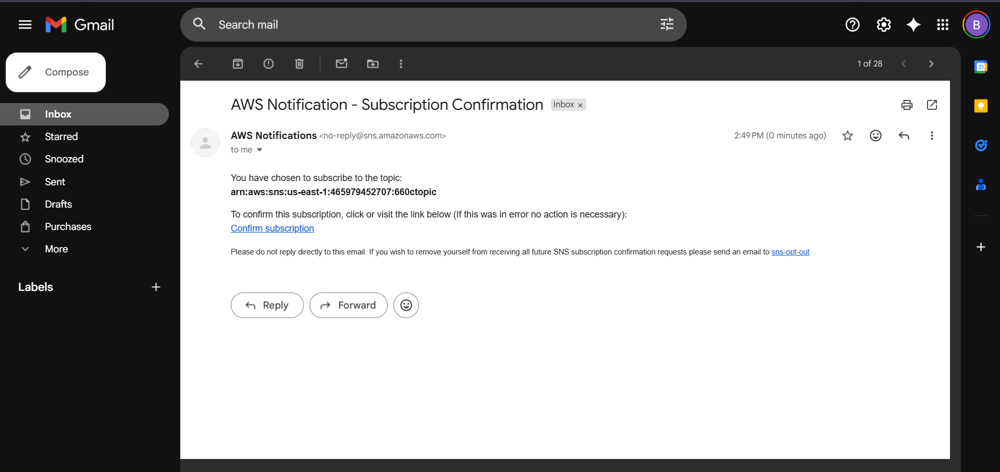 Gmail
Search mail
B
Compose
1 of 28
31
Inbox
Starred
Snoozed
Sent
Drafts
Purchases
More
Labels
AWS Notification - Subscription Confirmation Inbox x
AWS Notifications <no-reply@sns.amazonaws.com> 2:49 PM (0 minutes ago)
to me
You have chosen to subscribe to the topic:
arn:aws:sns:us-east-1:465979452707:660ctopic
To confirm this subscription, click or visit the link below (If this was in error no action is necessary):
Confirm subscription
Please do not reply directly to this email. If you wish to remove yourself from receiving all future SNS subscription confirmation requests please send an email to sns-opt-out
Reply Forward